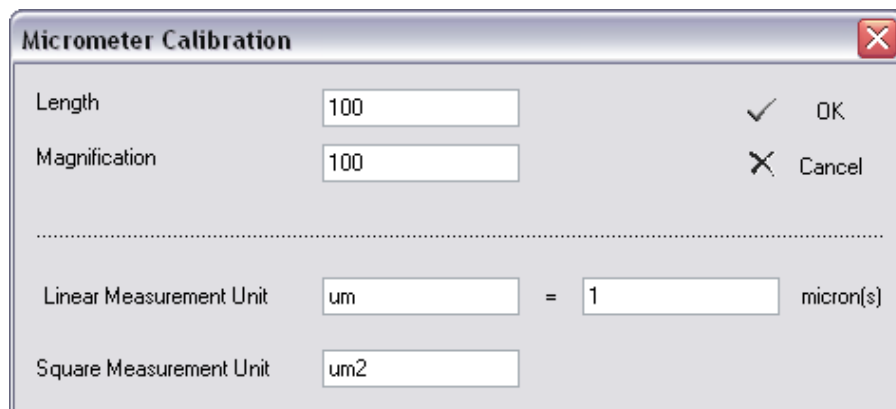 Micrometer Calibration
Length 100 OK
Magnification 100 Cancel
Linear Measurement Unit um = 1 micron(s)
Square Measurement Unit um2